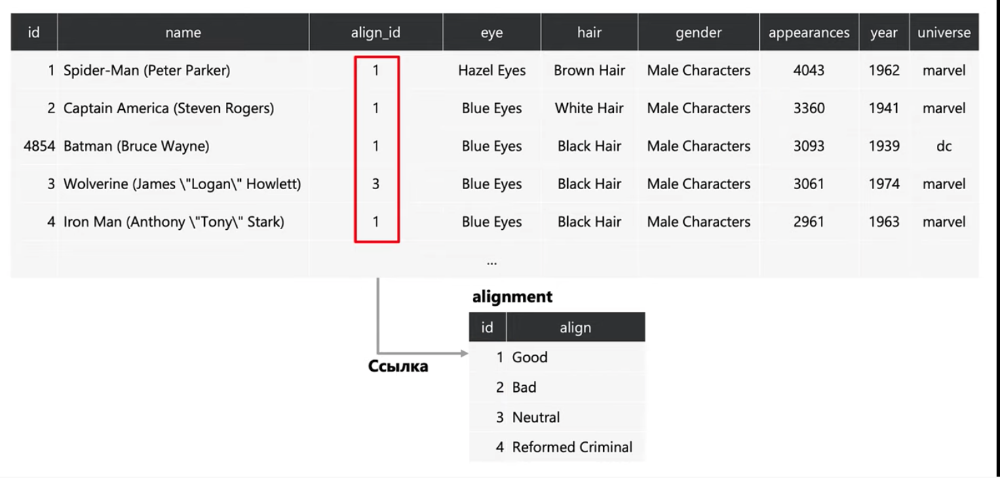 id name align_id eye hair gender appearances year universe
1 Spider-Man (Peter Parker) 1 Hazel Eyes Brown Hair Male Characters 4043 1962 marvel
2 Captain America (Steven Rogers) 1 Blue Eyes White Hair Male Characters 3360 1941 marvel
4854 Batman (Bruce Wayne) 1 Blue Eyes Black Hair Male Characters 3093 1939 dc
3 Wolverine (James \"Logan\" Howlett) 3 Blue Eyes Black Hair Male Characters 3061 1974 marvel
4 Iron Man (Anthony \"Tony\" Stark) 1 Blue Eyes Black Hair Male Characters 2961 1963 marvel
...
alignment
id align
1 Good
Ссылка
2 Bad
3 Neutral
4 Reformed Criminal